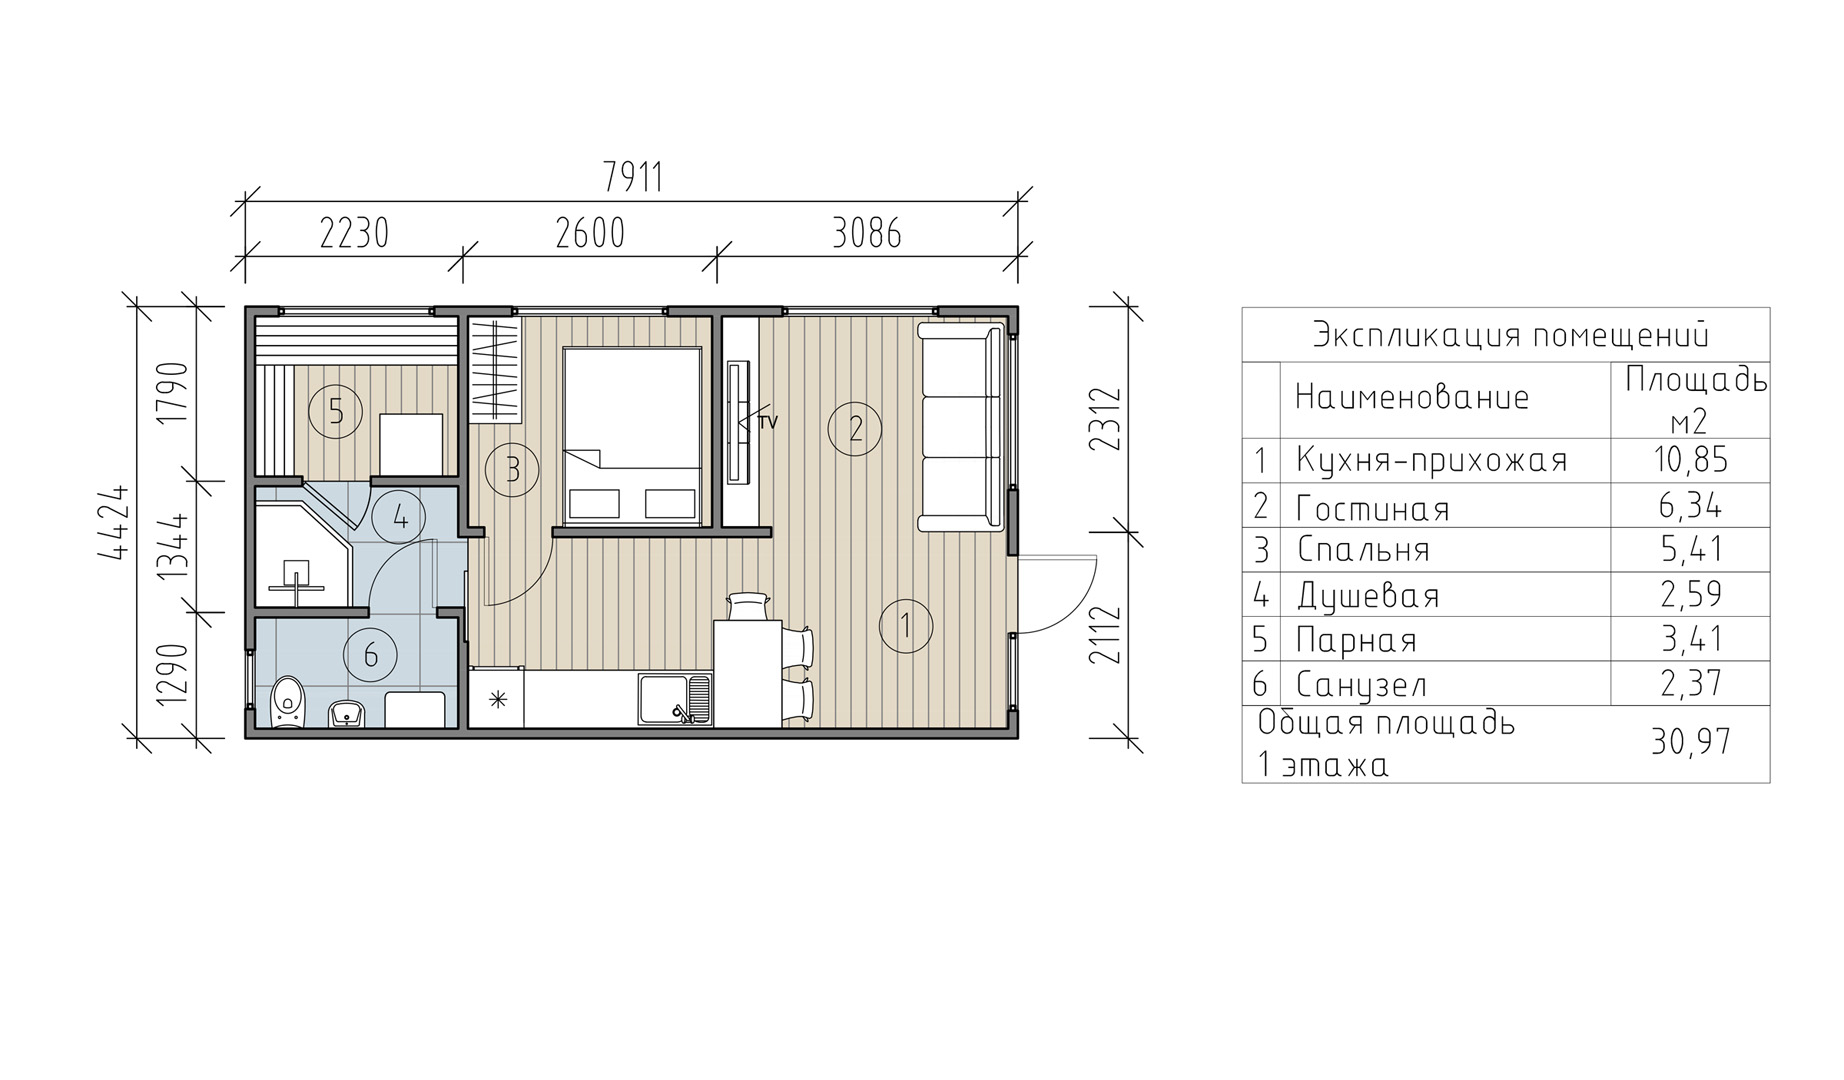 7911
2230 2600 3086
4424
1790
1344
1290
2312
2112
5
3
2
TV
4
1
6
Экспликация помещений
Наименование Площадь
м2
1 Кухня-прихожая 10,85
2 Гостиная 6,34
3 Спальня 5,41
4 Душевая 2,59
5 Парная 3,41
6 Санузел 2,37
Общая площадь
1 этажа 30,97